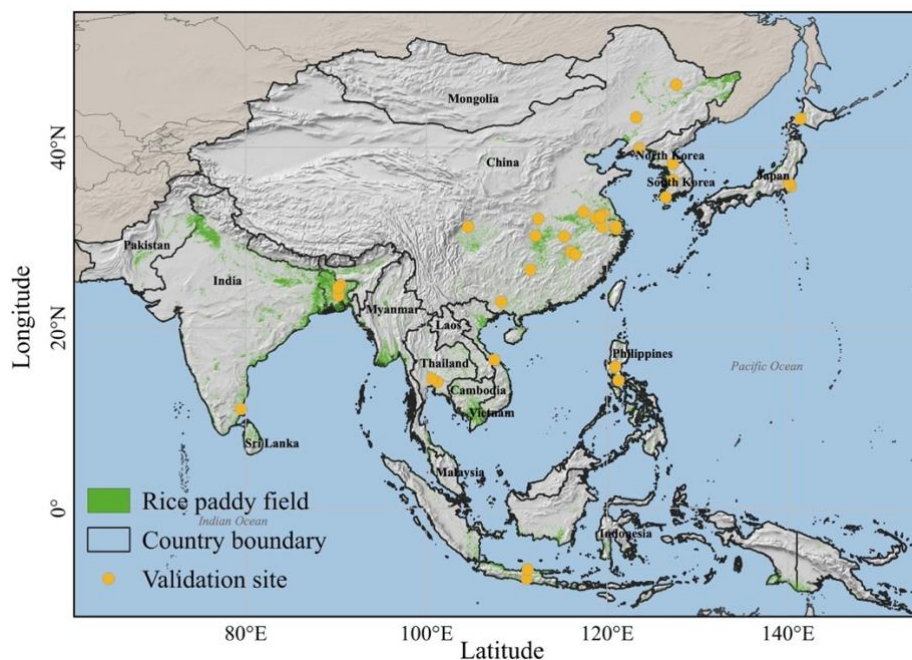 Mongolia
40°N
China
North Korea
South Korea
Japan
Pakistan
India
Myanmar
Laos
20°N
Longitude
Thailand
Philippines
Pacific Ocean
Cambodia
Vietnam
Sri Lanka
Malaysia
Rice paddy field
0°
Indian Ocean
Country boundary
Indonesia
Validation site
80°E
100°E
120°E
140°E
Latitude